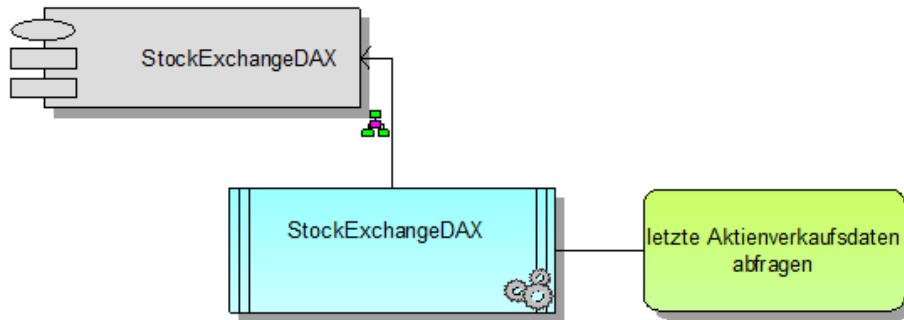 StockExchangeDAX
StockExchangeDAX
letzte Aktienverkaufsdaten
abfragen